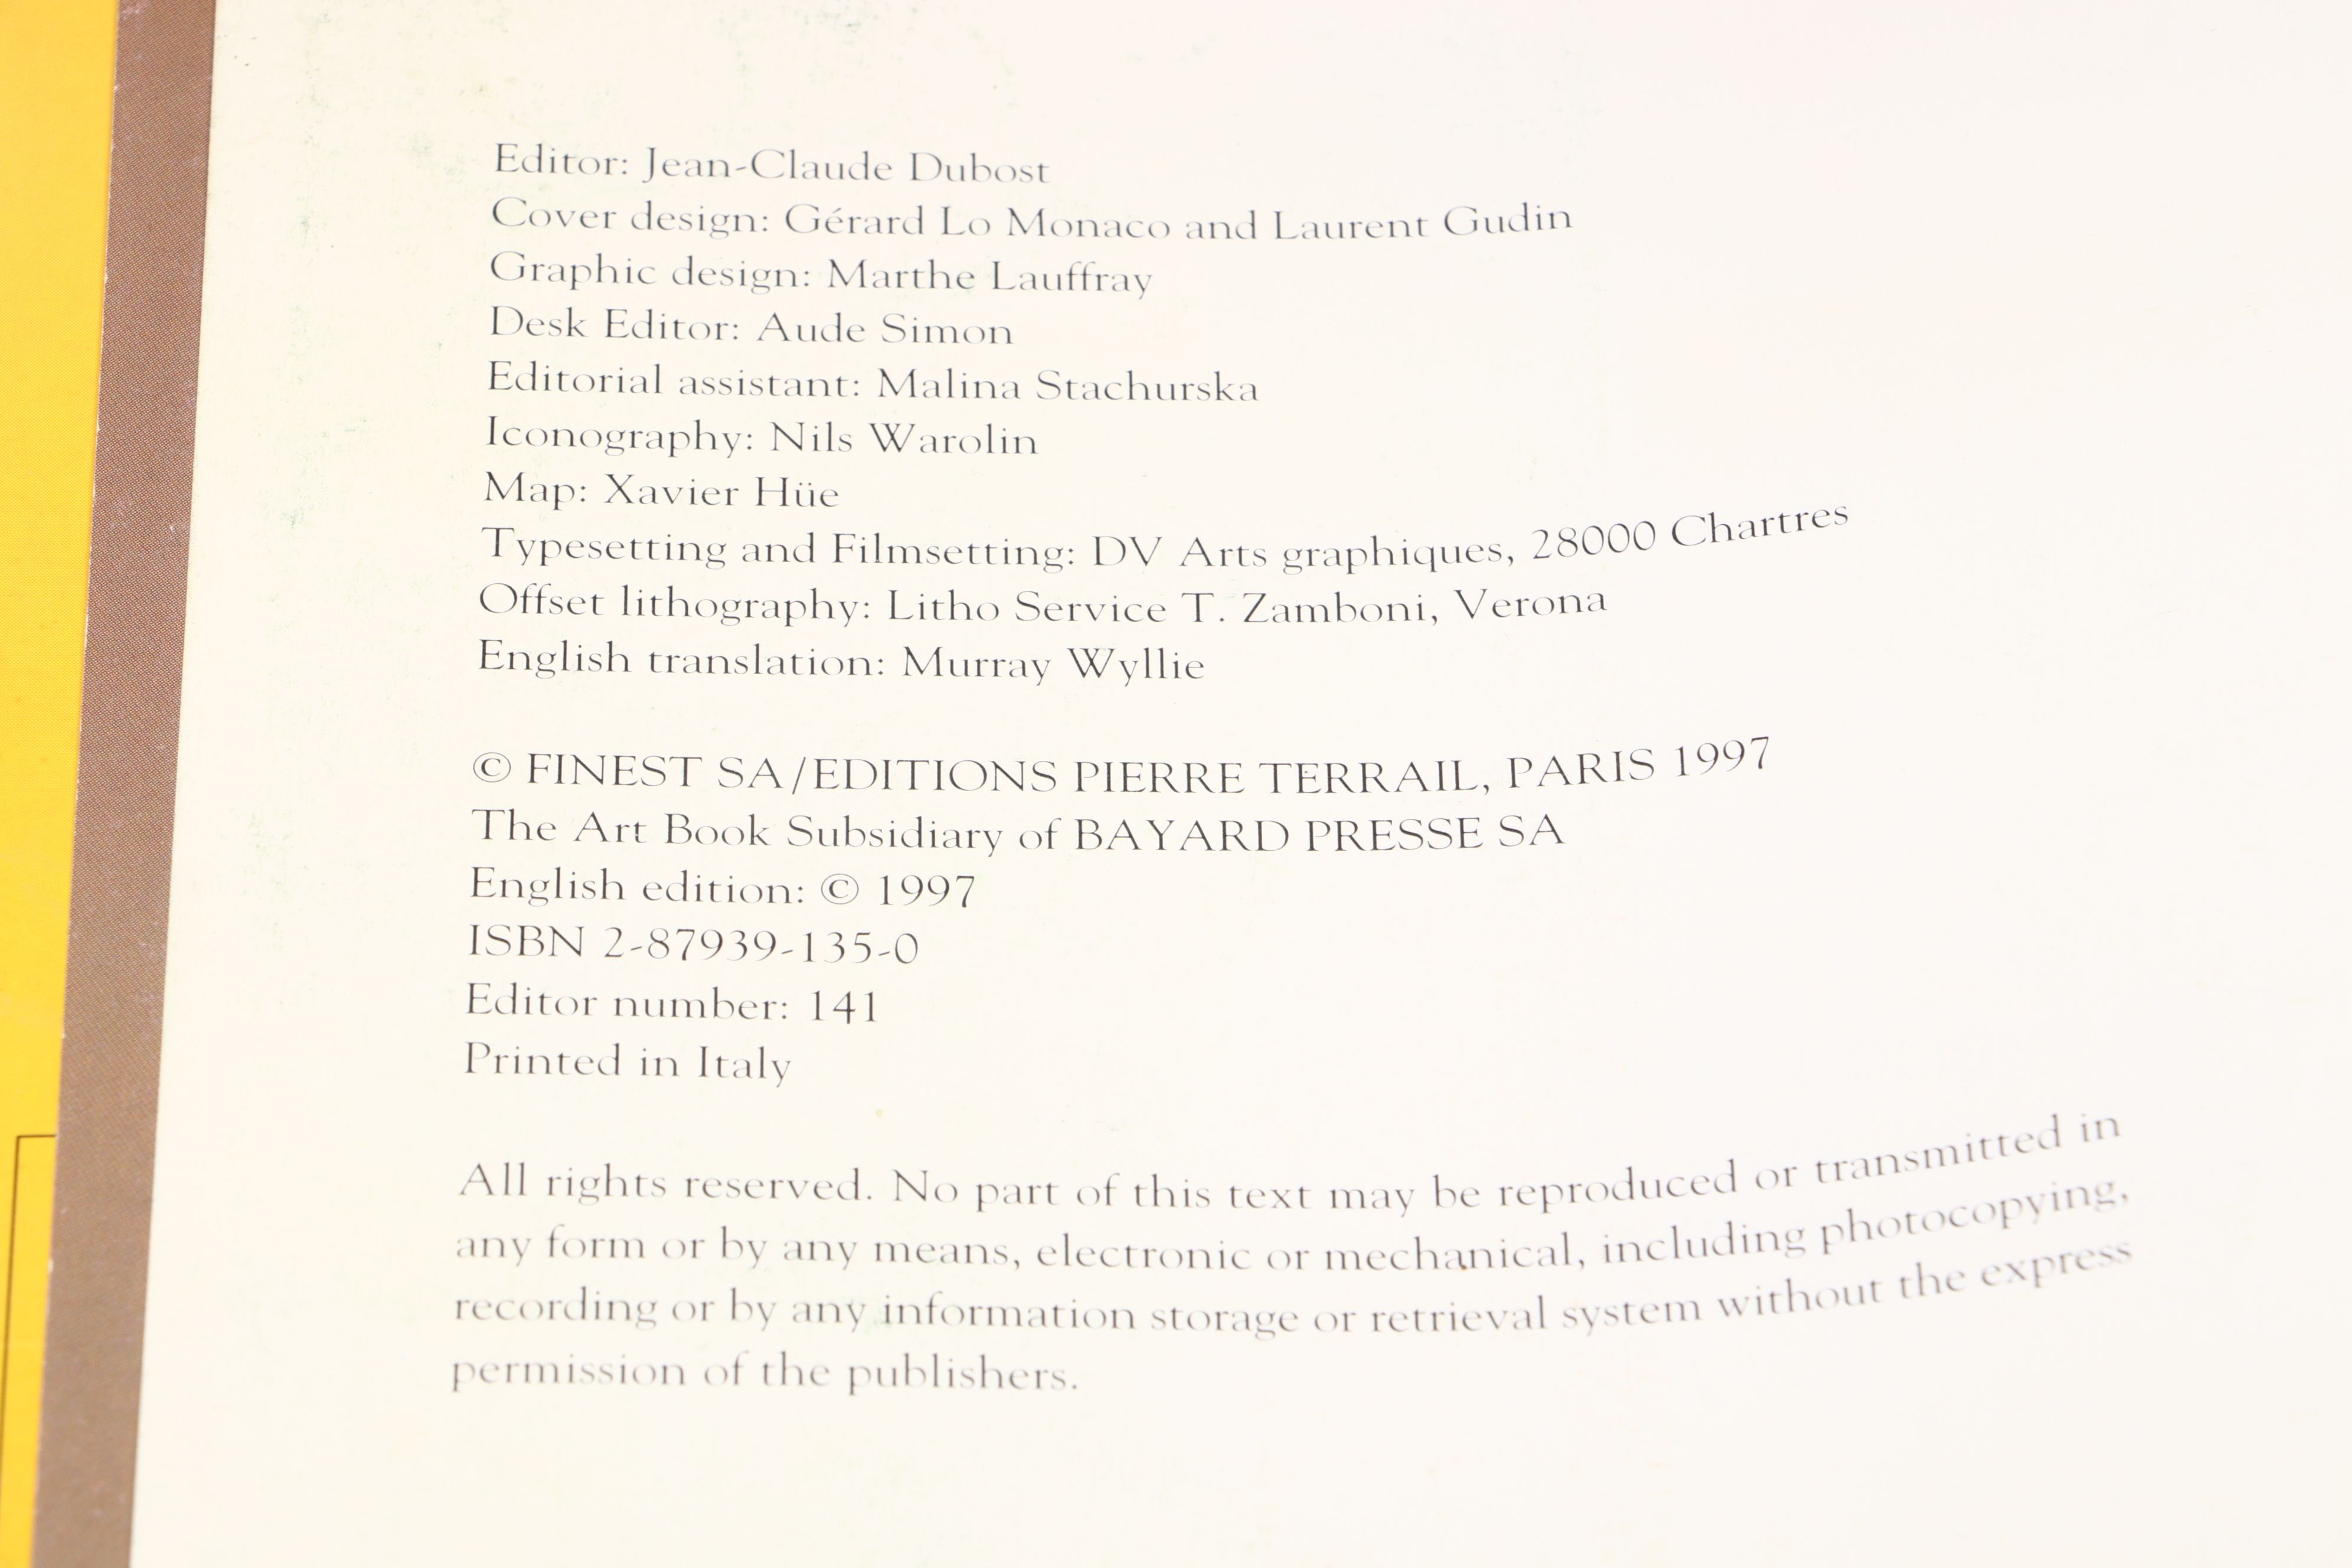 Editor: Jean-Claude Dubost
Cover design: Gérard Lo Monaco and Laurent Gudin
Graphic design: Marthe Lauffray
Desk Editor: Aude Simon
Editorial assistant: Malina Stachurska
Iconography: Nils Warolin
Map: Xavier Hüe
Typesetting and Filmsetting: DV Arts graphiques, 28000 Chartres
Offset lithography: Litho Service T. Zamboni, Verona
English translation: Murray Wyllie
© FINEST SA/EDITIONS PIERRE TERRAIL, PARIS 1997
The Art Book Subsidiary of BAYARD PRESSE SA
English edition: © 1997
ISBN 2-87939-135-0
Editor number: 141
Printed in Italy
All rights reserved. No part of this text may be reproduced or transmitted in
any form or by any means, electronic or mechanical, including photocopying,
recording or by any information storage or retrieval system without the express
permission of the publishers.